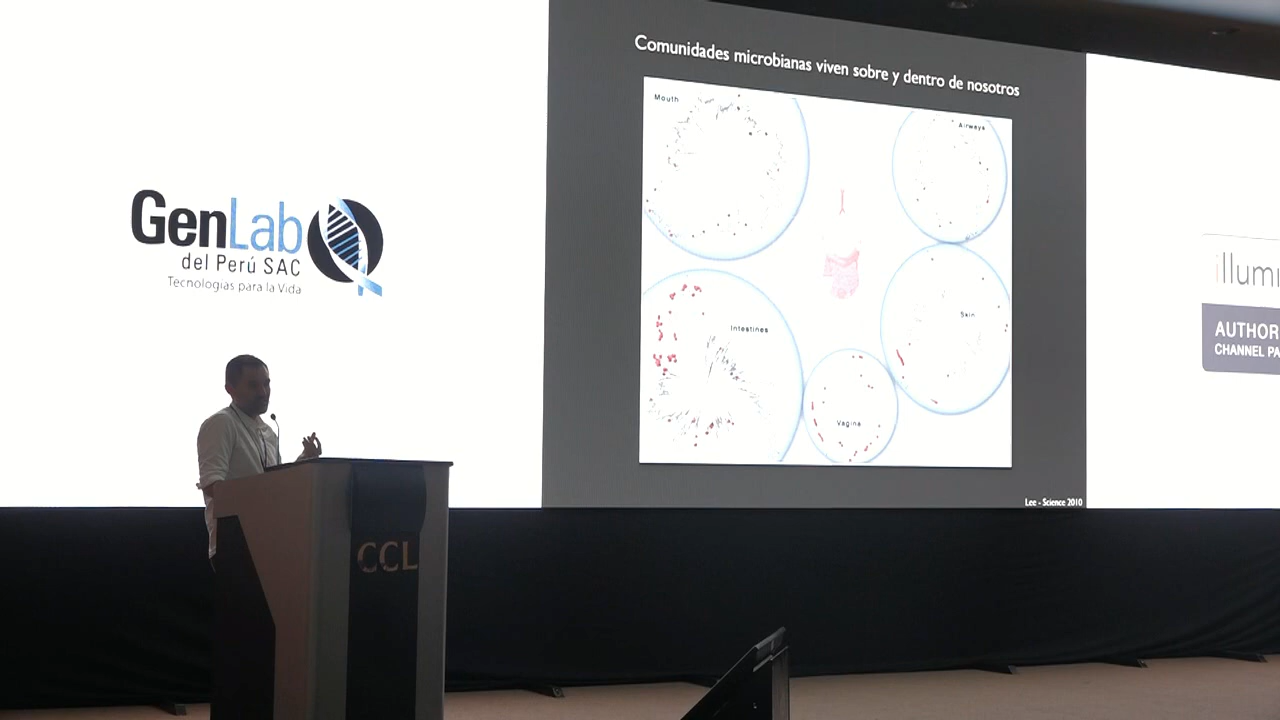 GenLab
del Perú SAC
Tecnologías para la Vida
Comunidades microbianas viven sobre y dentro de nosotros
Mouth
Airways
Intestines
Skin
Vagina
Lee - Science 2010
illumi
AUTHOR
CHANNEL PA
CCL